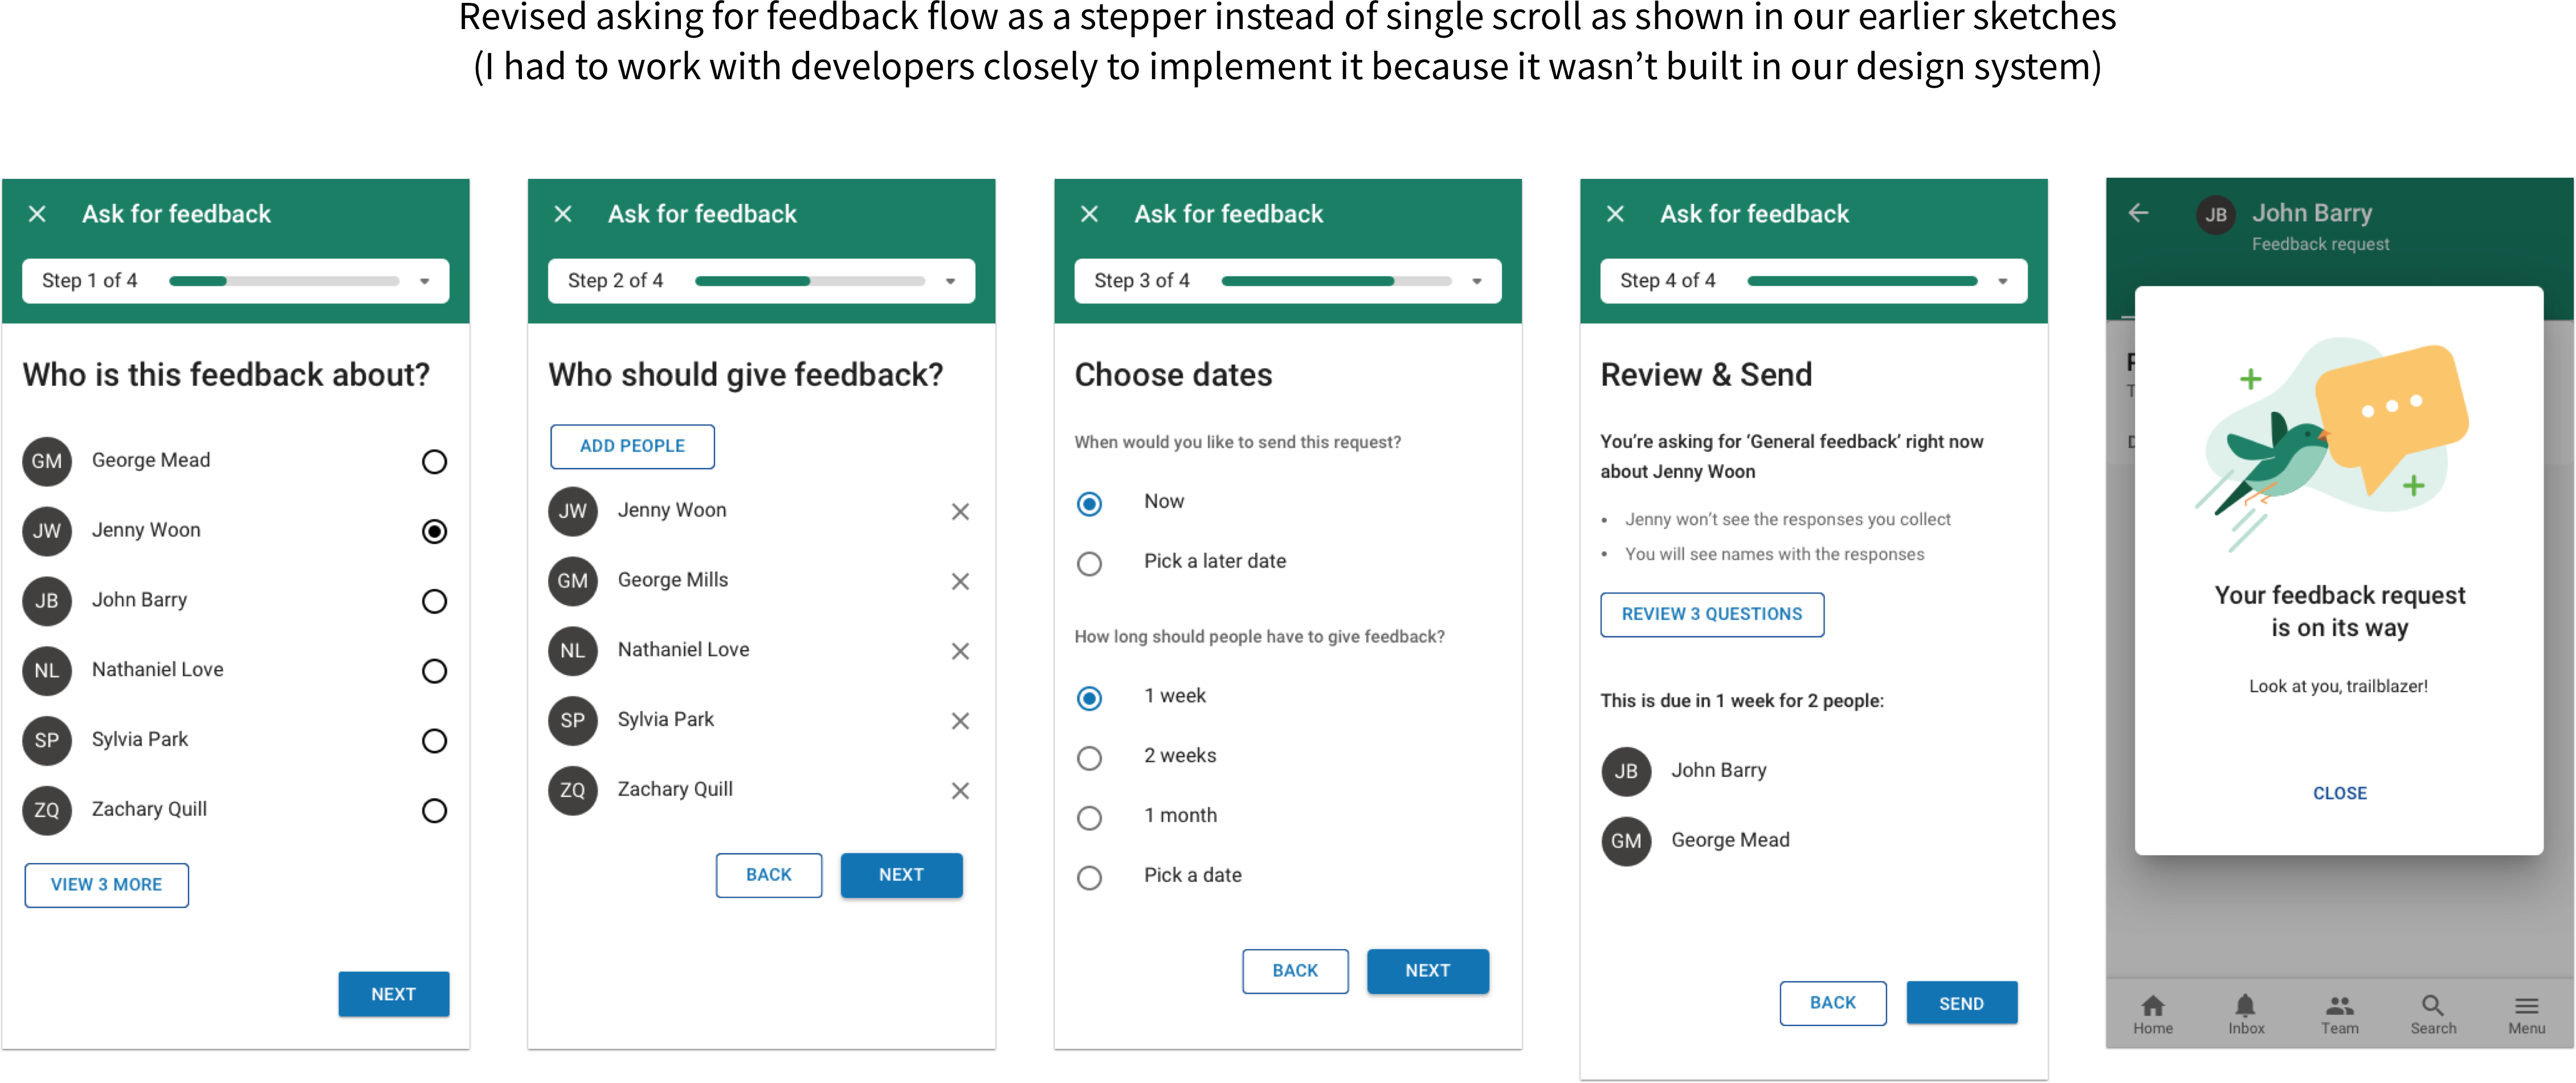 Revised asking for feedback flow as a stepper instead of single scroll as shown in our earlier sketches
(I had to work with developers closely to implement it because it wasn't built in our design system)
Ask for feedback
Step 1 of 4
Who is this feedback about?
GM George Mead
JW Jenny Woon
JB John Barry
NL Nathaniel Love
SP Sylvia Park
ZQ Zachary Quill
VIEW 3 MORE
NEXT
Ask for feedback
Step 2 of 4
Who should give feedback?
ADD PEOPLE
JW Jenny Woon
GM George Mills
NL Nathaniel Love
SP Sylvia Park
ZQ Zachary Quill
BACK NEXT
Ask for feedback
Step 3 of 4
Choose dates
When would you like to send this request?
Now
Pick a later date
How long should people have to give feedback?
1 week
2 weeks
1 month
Pick a date
BACK NEXT
Ask for feedback
Step 4 of 4
Review & Send
You're asking for ‘General feedback’ right now
about Jenny Woon
• Jenny won't see the responses you collect
• You will see names with the responses
REVIEW 3 QUESTIONS
This is due in 1 week for 2 people:
JB John Barry
GM George Mead
BACK SEND
JB John Barry
Feedback request
Your feedback request
is on its way
Look at you, trailblazer!
CLOSE
Home Inbox Team Search Menu